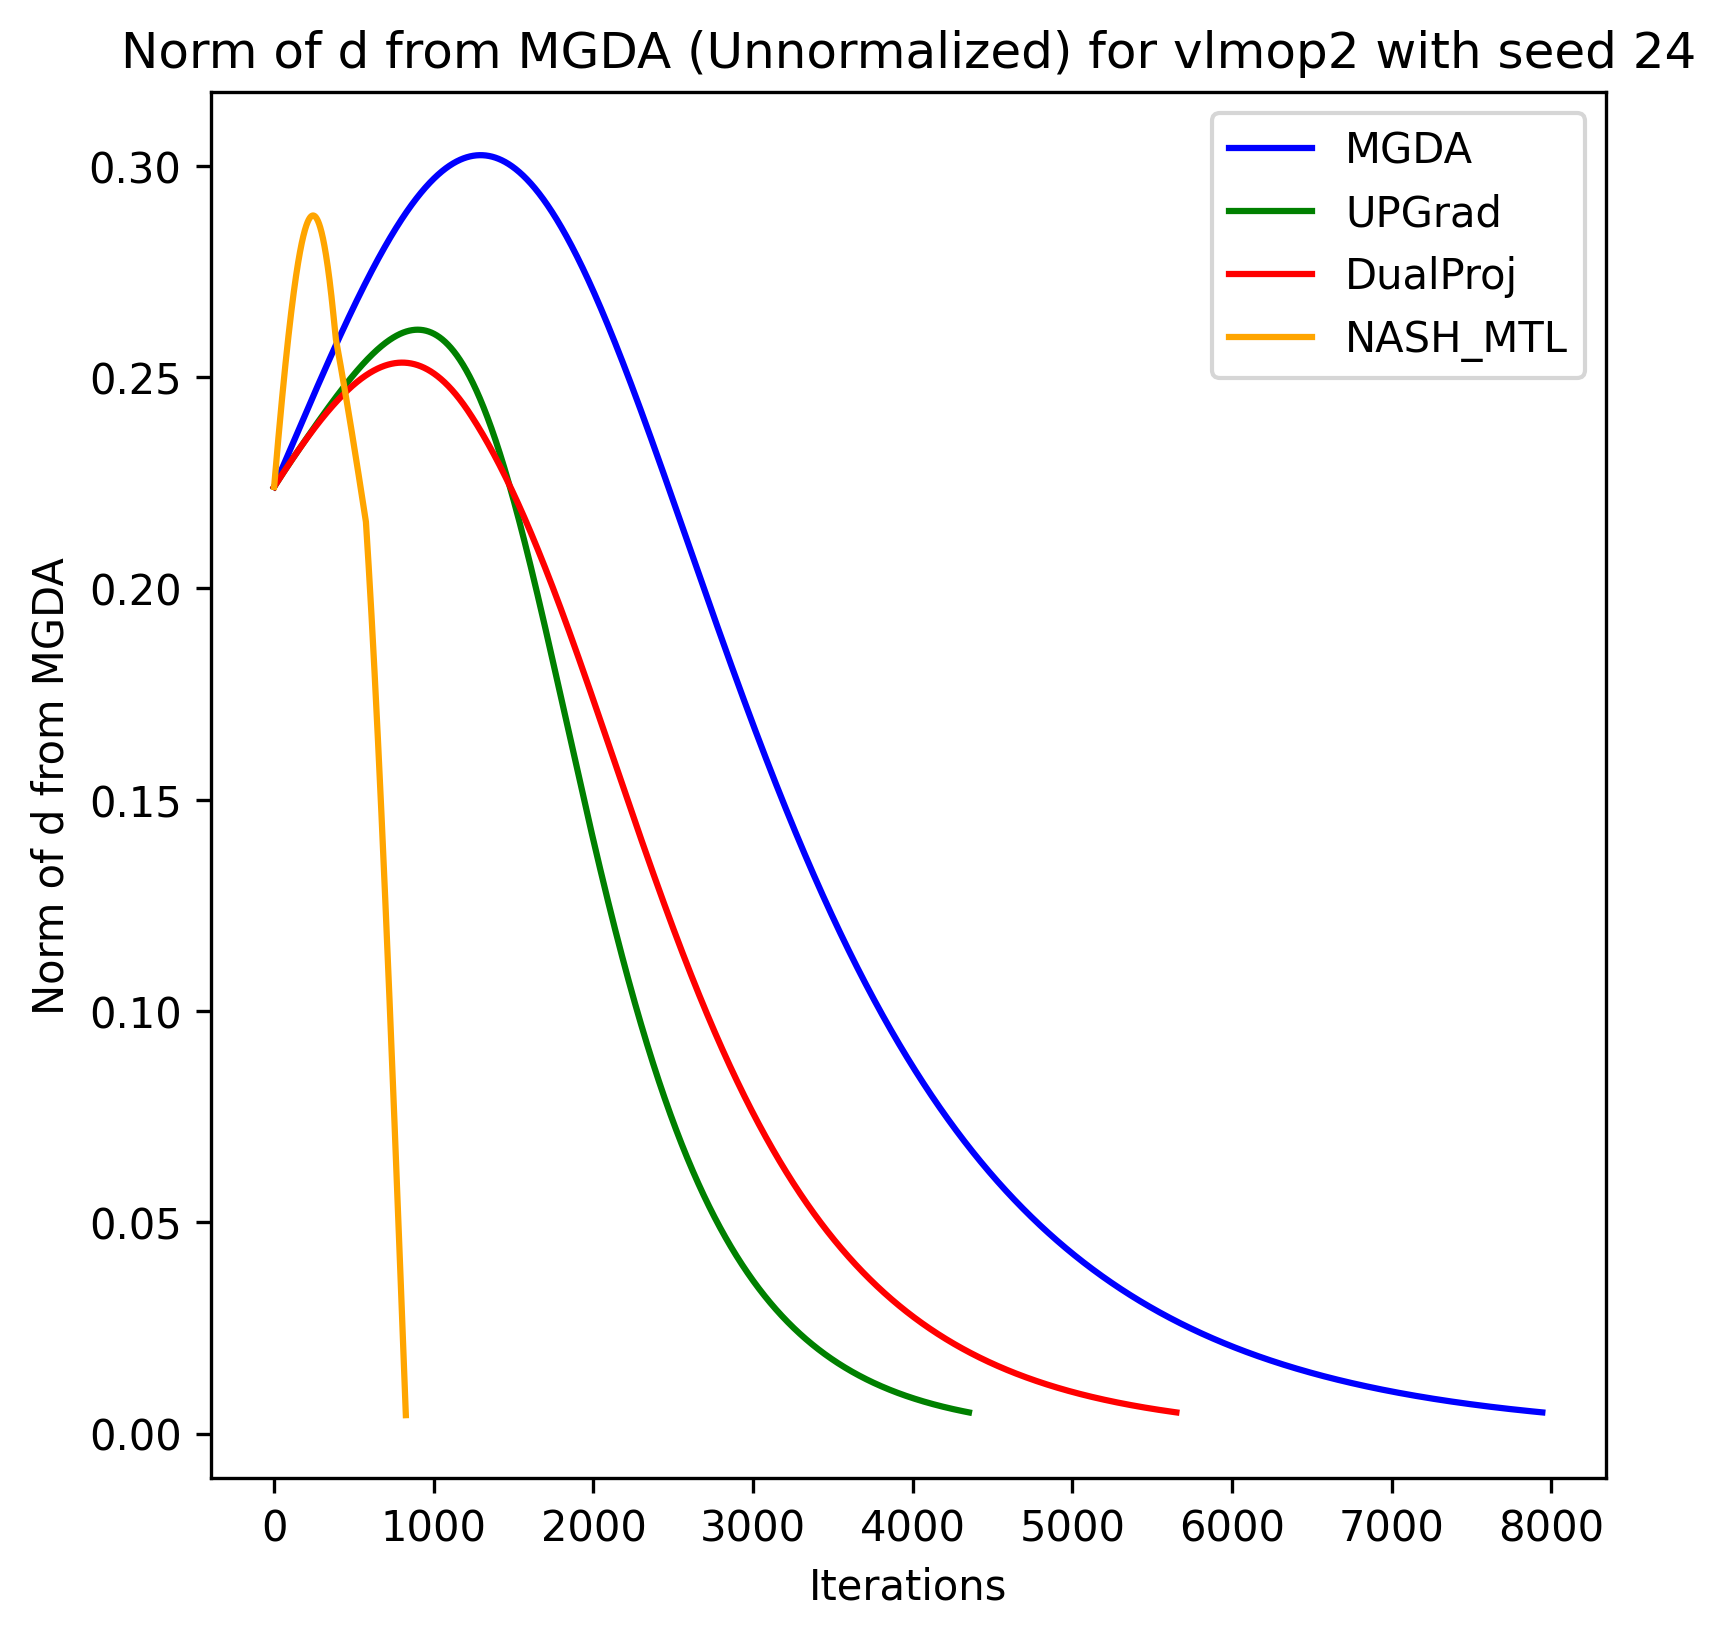 Norm of d from MGDA (Unnormalized) for vlmop2 with seed 24
MGDA
UPGrad
DualProj
NASH_MTL
Norm of d from MGDA
0.30
0.25
0.20
0.15
0.10
0.05
0.00
0 1000 2000 3000 4000 5000 6000 7000 8000
Iterations